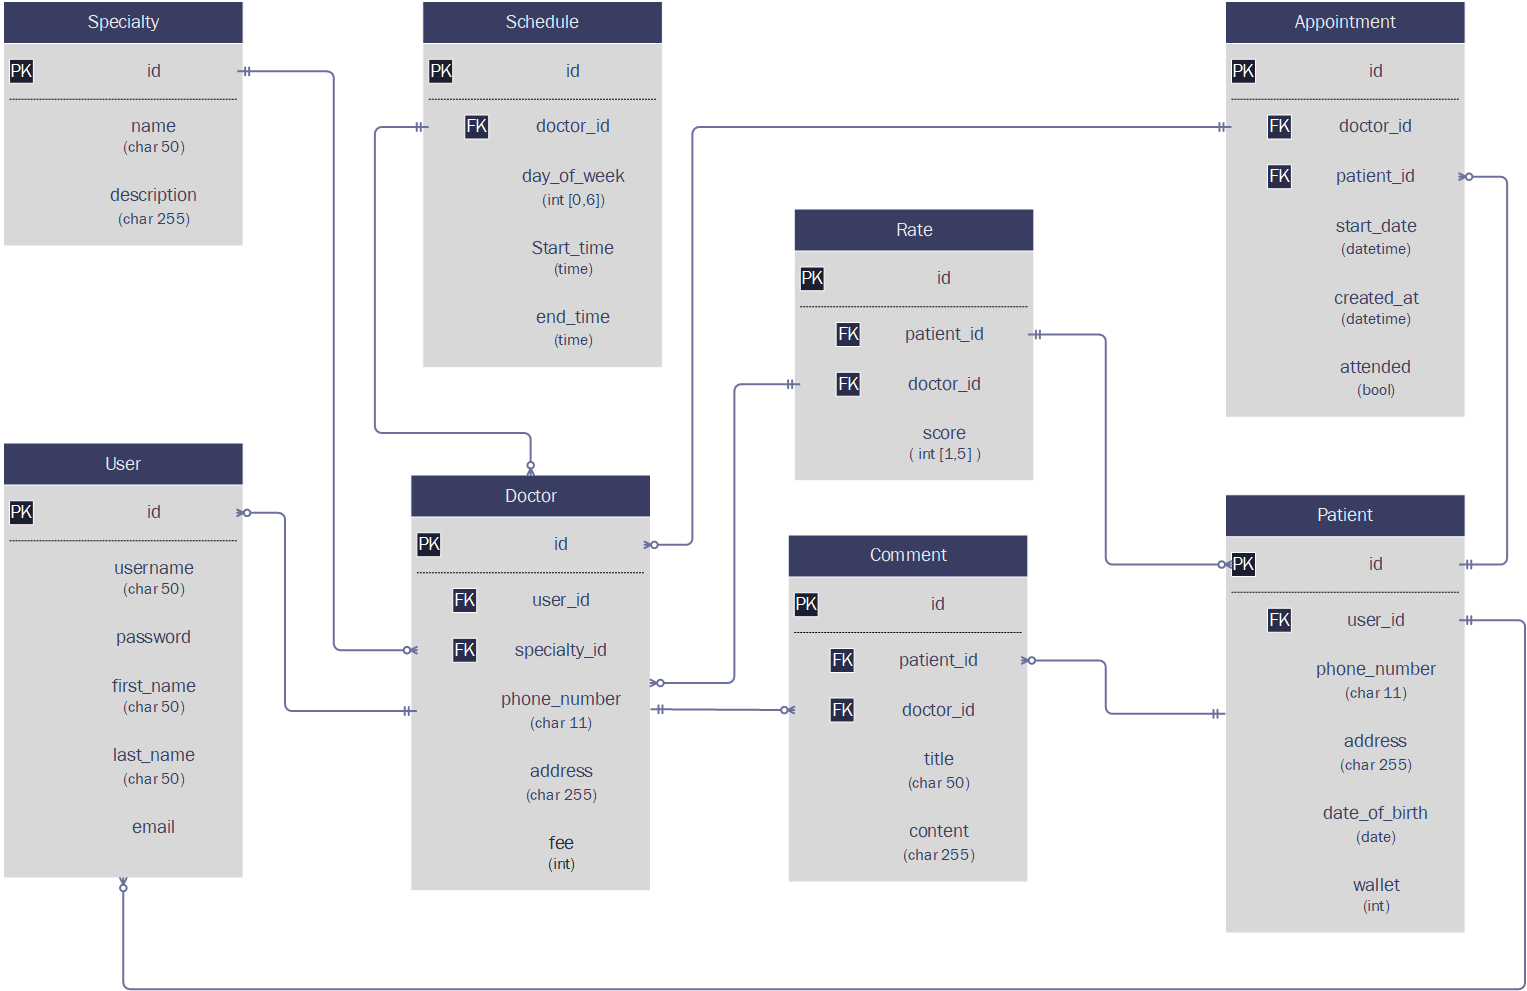 Specialty
PK id
name
(char 50)
description
(char 255)
Schedule
PK id
FK doctor_id
day_of_week
(int [0,6])
Start_time
(time)
end_time
(time)
Appointment
PK id
FK doctor_id
FK patient_id
start_date
(datetime)
created_at
(datetime)
attended
(bool)
Rate
PK id
FK patient_id
FK doctor_id
score
( int [1,5] )
User
PK id
username
(char 50)
password
first_name
(char 50)
last_name
(char 50)
email
Doctor
PK id
FK user_id
FK specialty_id
phone_number
(char 11)
address
(char 255)
fee
(int)
Comment
PK id
FK patient_id
FK doctor_id
title
(char 50)
content
(char 255)
Patient
PK id
FK user_id
phone_number
(char 11)
address
(char 255)
date_of_birth
(date)
wallet
(int)